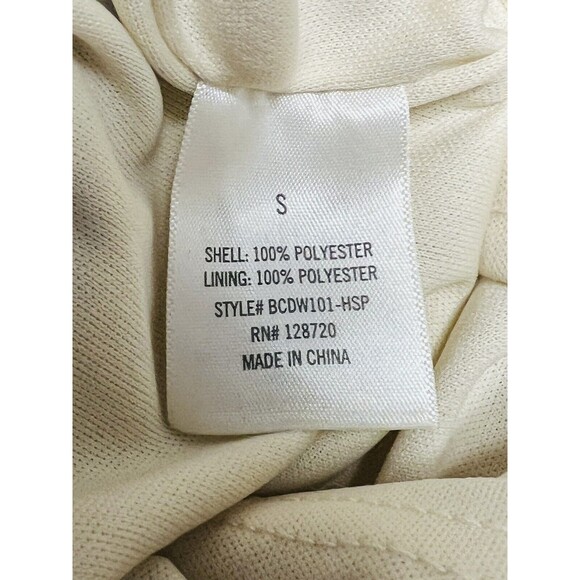 S
SHELL: 100% POLYESTER
LINING: 100% POLYESTER
STYLE# BCDW101-HSP
RN# 128720
MADE IN CHINA